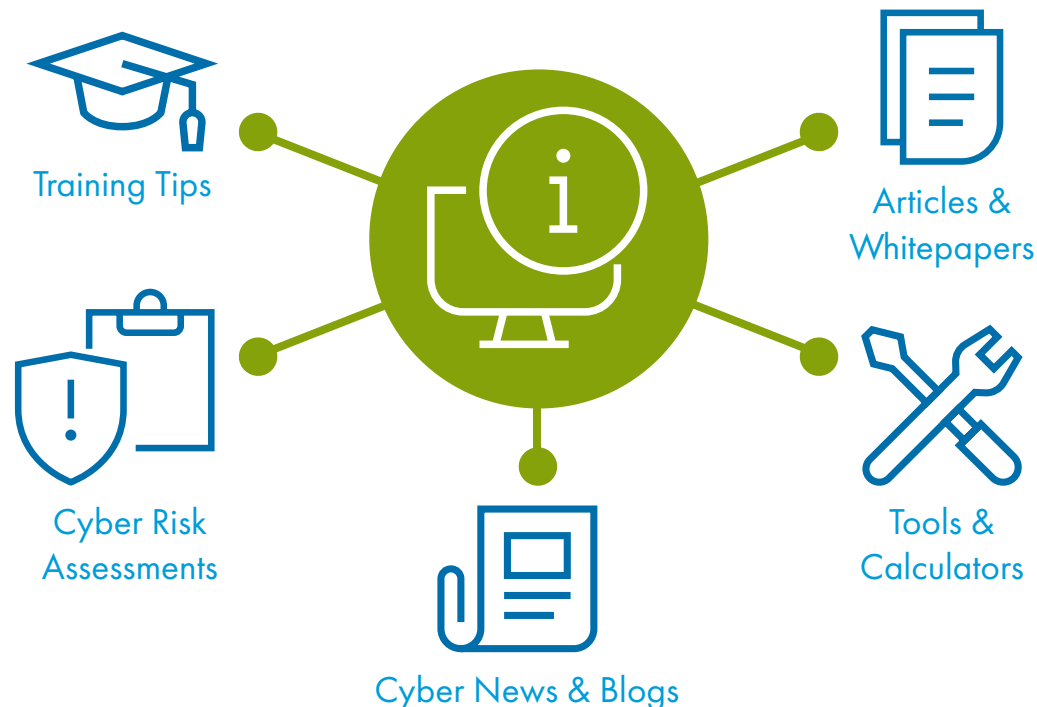 Training Tips
Articles &
Whitepapers
i
Cyber Risk
Assessments
!
Tools &
Calculators
Cyber News & Blogs